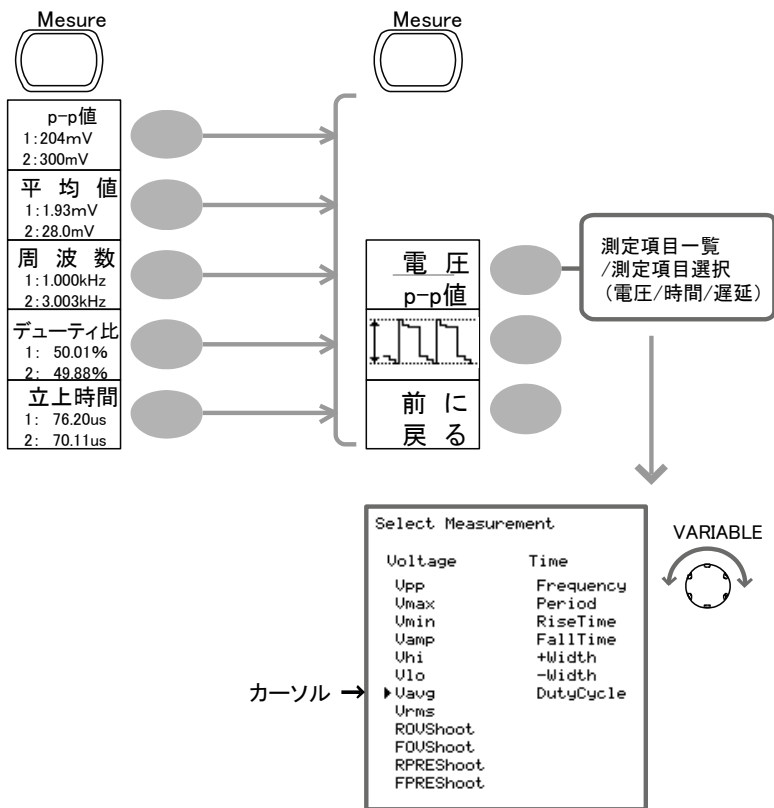 Mesure
p-p値
1:204mV
2:300mV
平 均 値
1:1.93mV
2:28.0mV
周 波 数
1:1.000kHz
2:3.003kHz
デューティ比
1: 50.01%
2: 49.88%
立上時間
1: 76.20us
2: 70.11us
Mesure
電 圧
p-p値
前 に
戻 る
測定項目一覧
/測定項目選択
(電圧/時間/遅延)
Select Measurement
Voltage Time
Vpp Frequency
Vmax Period
Vmin RiseTime
Vamp FallTime
Vhi +Width
Vlo -Width
カーソル → ▶Vavg DutyCycle
Vrms
ROVShoot
FOVShoot
RPREShoot
FPREShoot
VARIABLE